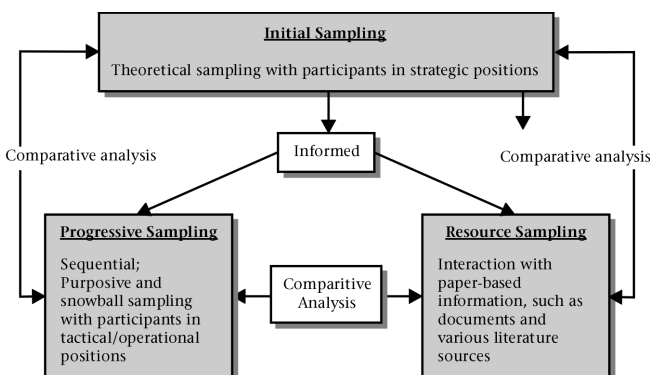 Initial Sampling
Theoretical sampling with participants in strategic positions
Informed
Comparative analysis
Comparative analysis
Progressive Sampling
Sequential;
Purposive and
snowball sampling
with participants in
tactical/operational
positions
Comparitive
Analysis
Resource Sampling
Interaction with
paper-based
information, such as
documents and
various literature
sources